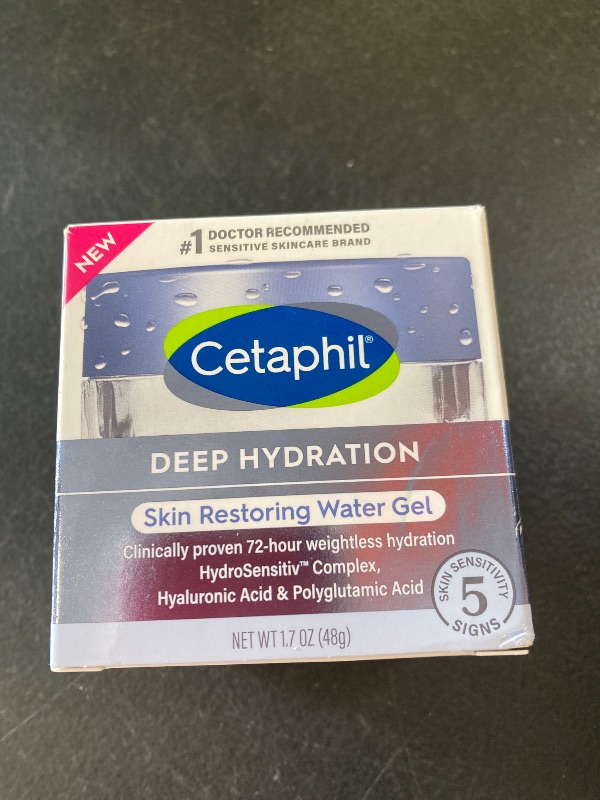 NEW
#1 DOCTOR RECOMMENDED
SENSITIVE SKINCARE BRAND
Cetaphil®
DEEP HYDRATION
Skin Restoring Water Gel
Clinically proven 72-hour weightless hydration
HydroSensitiv™ Complex,
Hyaluronic Acid & Polyglutamic Acid
SKIN SENSITIVITY
5
SIGNS
NET WT 1.7 OZ (48g)